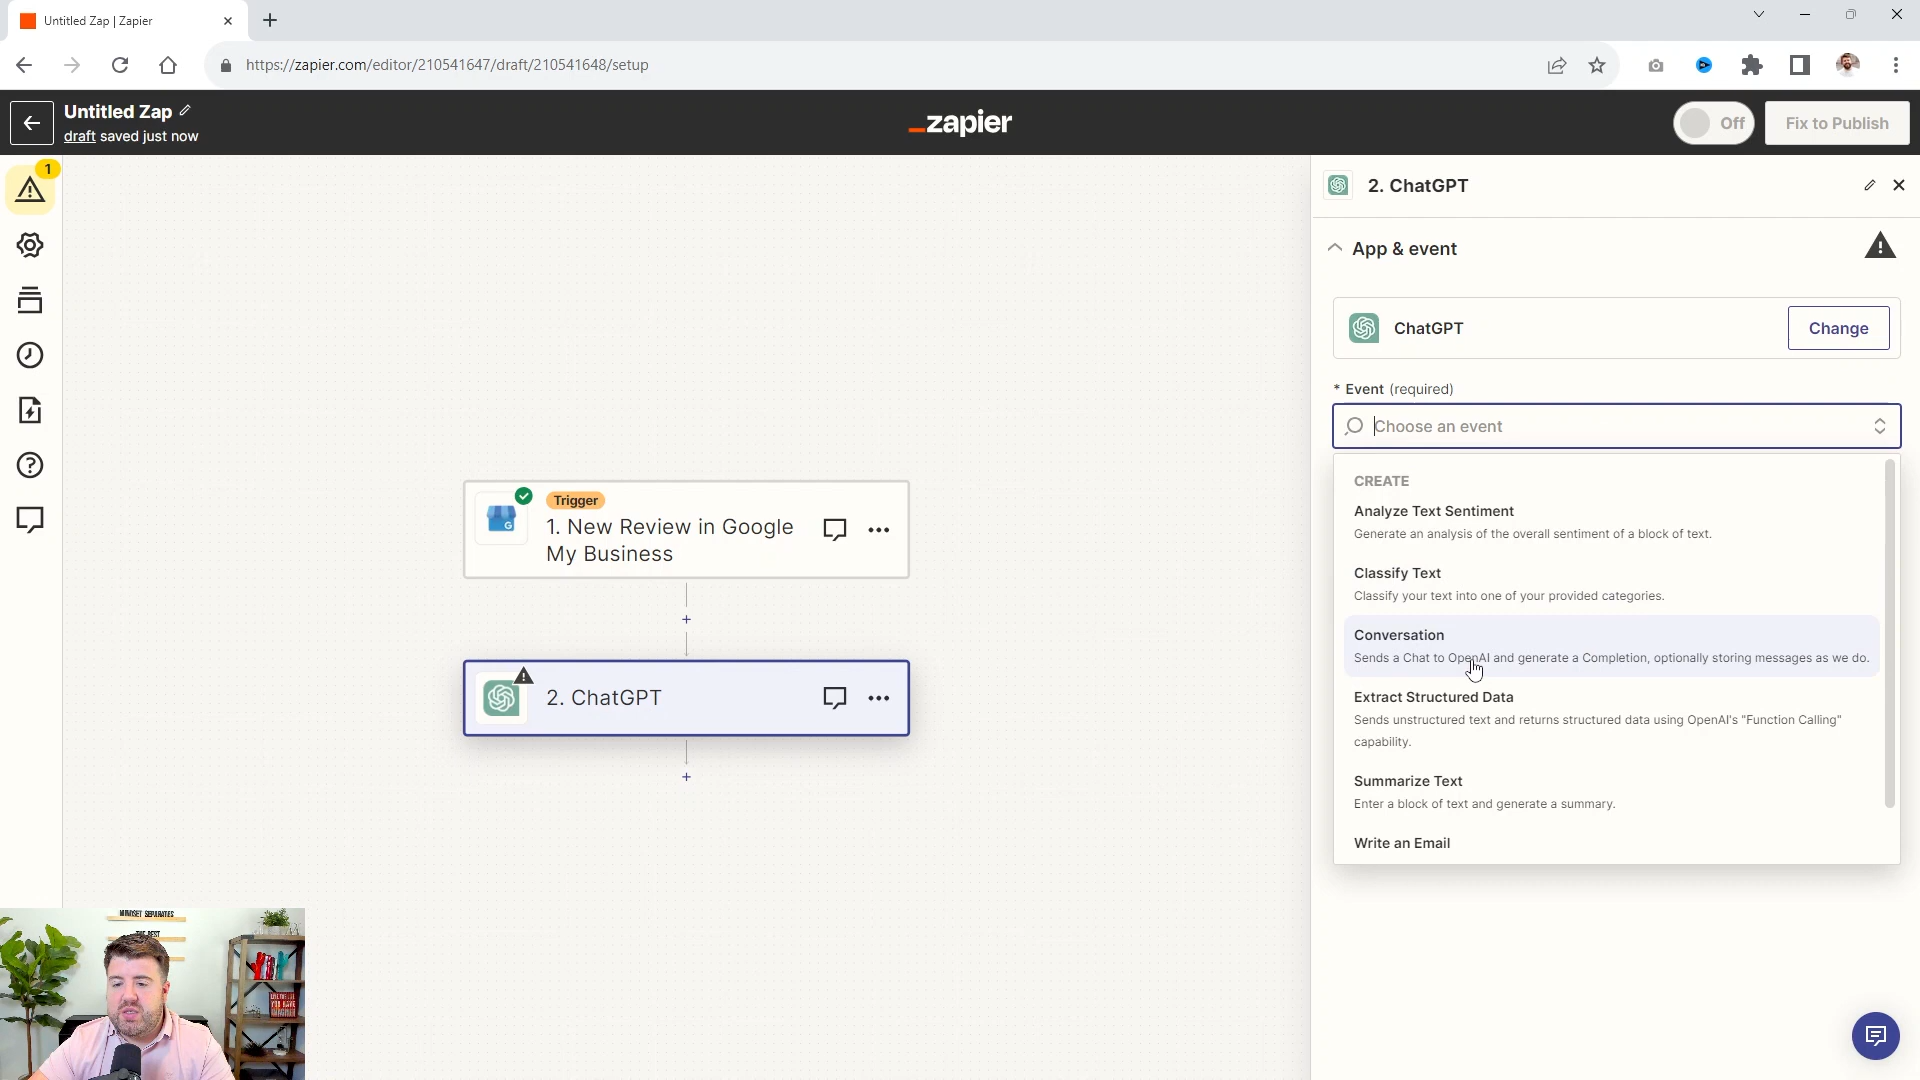 Untitled Zap | Zapier
https://zapier.com/editor/210541647/draft/210541648/setup
Untitled Zap
draft saved just now
_zapier
Off
Fix to Publish
1
2. ChatGPT
App & event
ChatGPT
Change
* Event (required)
Choose an event
CREATE
Analyze Text Sentiment
Generate an analysis of the overall sentiment of a block of text.
Classify Text
Classify your text into one of your provided categories.
Conversation
Sends a Chat to OpenAI and generate a Completion, optionally storing messages as we do.
Extract Structured Data
Sends unstructured text and returns structured data using OpenAI's "Function Calling"
capability.
Summarize Text
Enter a block of text and generate a summary.
Write an Email
Trigger
1. New Review in Google
My Business
2. ChatGPT
MINDSET SEPARATES
THE BEST